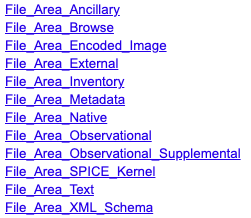 File_Area_Ancillary
File_Area_Browse
File_Area_Encoded_Image
File_Area_External
File_Area_Inventory
File_Area_Metadata
File_Area_Native
File_Area_Observational
File_Area_Observational_Supplemental
File_Area_SPICE_Kernel
File_Area_Text
File_Area_XML_Schema